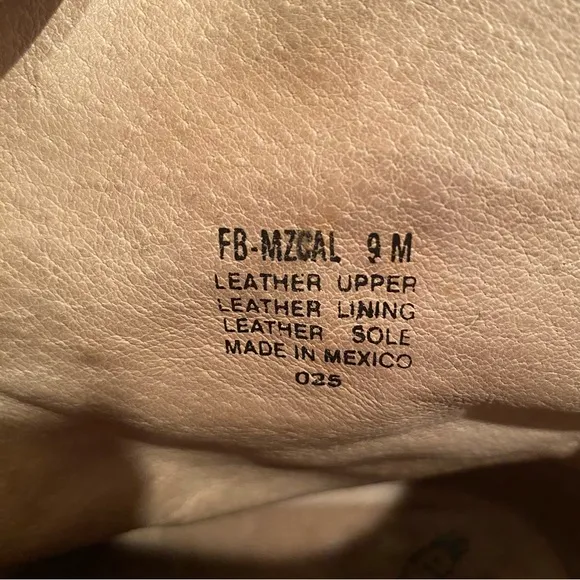 FB-MZCAL 9 M
LEATHER UPPER
LEATHER LINING
LEATHER SOLE
MADE IN MEXICO
025